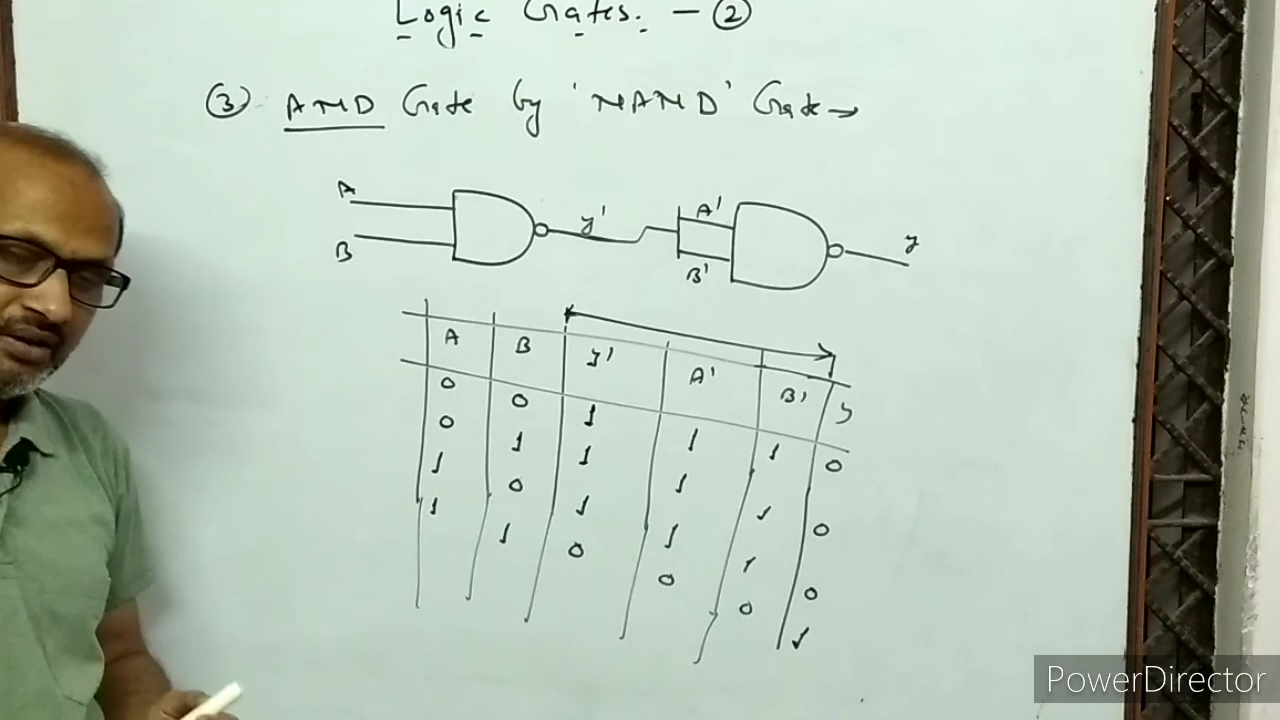 Logic Gates. - ②
③ AND Gate by 'NAND' Gate →
A
y'
A'
y
B
B'
A B y' A' B' y
0 0 1 1 1 0
0 1 1 1 1 0
1 0 1 1 1 0
1 1 0 0 0 1
PowerDirector